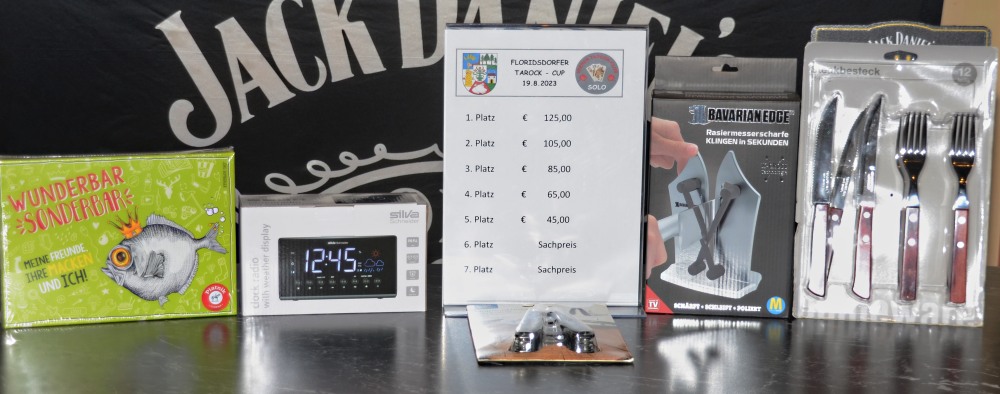 JACK DANIEL'S
FLORIDSDORFER
TAROCK - CUP
19.8.2023
SOLO
1. Platz € 125,00
2. Platz € 105,00
3. Platz € 85,00
4. Platz € 65,00
5. Platz € 45,00
6. Platz Sachpreis
7. Platz Sachpreis
WUNDERBAR
SONDERBAR
MEINE FREUNDE,
IHRE
UND ICH!
Piatnik
silva
clock radio
with weather display
12:45
BAVARIAN EDGE
Rasiermesserscharfe
KLINGEN in SEKUNDEN
TV
SCHÄRFT • SCHLEIFT • POLIERT
M
JACK DANIEL'S
kbesteck
12